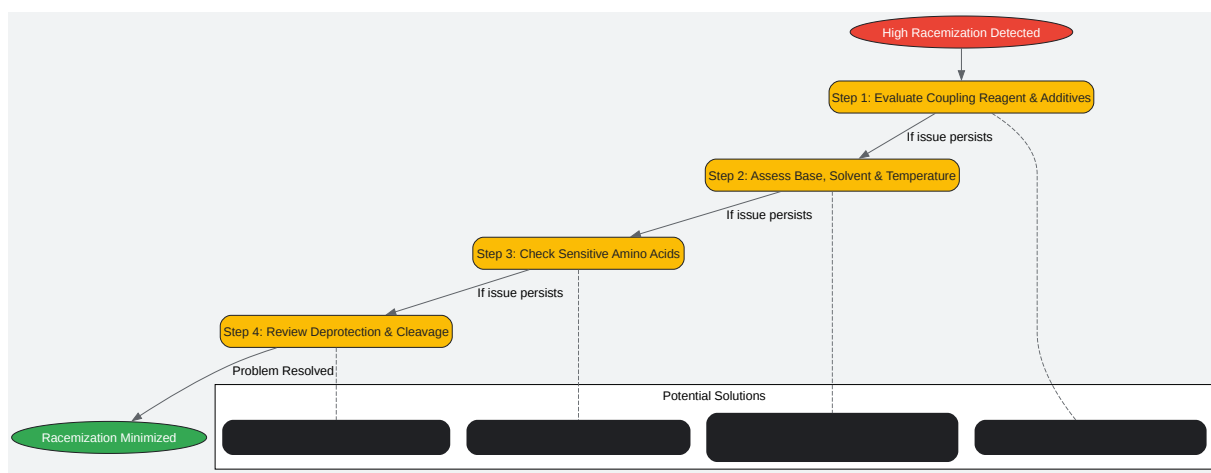 High Racemization Detected
Step 1: Evaluate Coupling Reagent & Additives
If issue persists
Step 2: Assess Base, Solvent & Temperature
If issue persists
Step 3: Check Sensitive Amino Acids
If issue persists
Step 4: Review Deprotection & Cleavage
Problem Resolved
Potential Solutions
Racemization Minimized